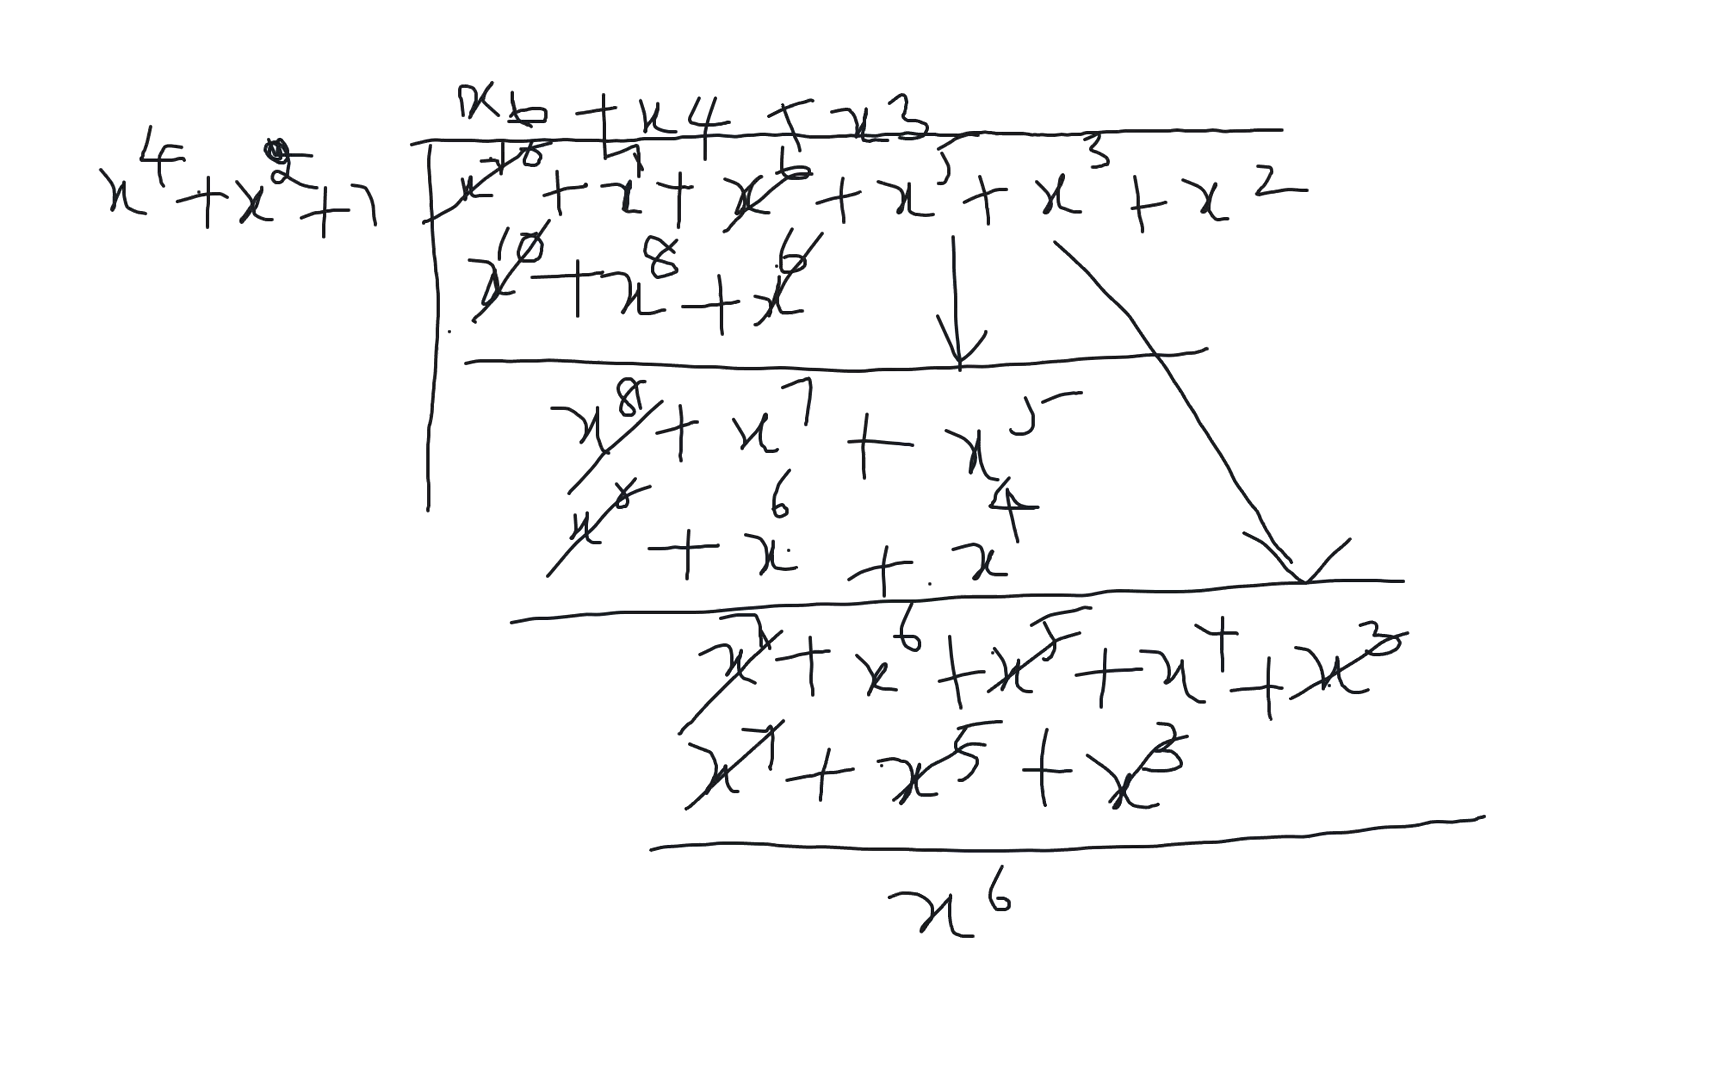 x⁶ + x⁴ + x³
x⁴ + x² + 1
x¹⁰ + x⁷ + x⁶ + x⁵ + x³ + x²
x¹⁰ + x⁸ + x⁶
x⁸ + x⁷ + x⁵
x⁸ + x⁶ + x⁴
x⁷ + x⁶ + x⁵ + x⁴ + x³
x⁷ + x⁵ + x³
x⁶